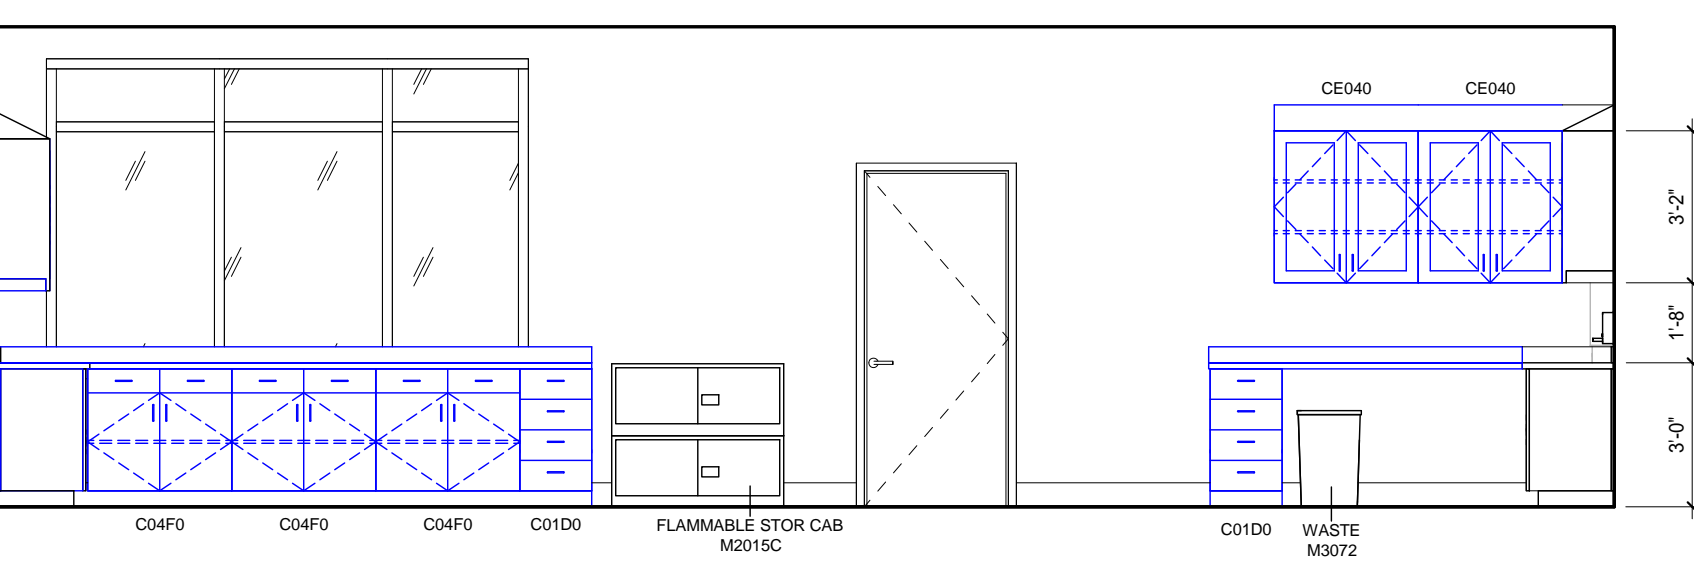 CE040
CE040
3'-2"
1'-8"
3'-0"
C04F0
C04F0
C04F0
C01D0
FLAMMABLE STOR CAB
M2015C
C01D0
WASTE
M3072